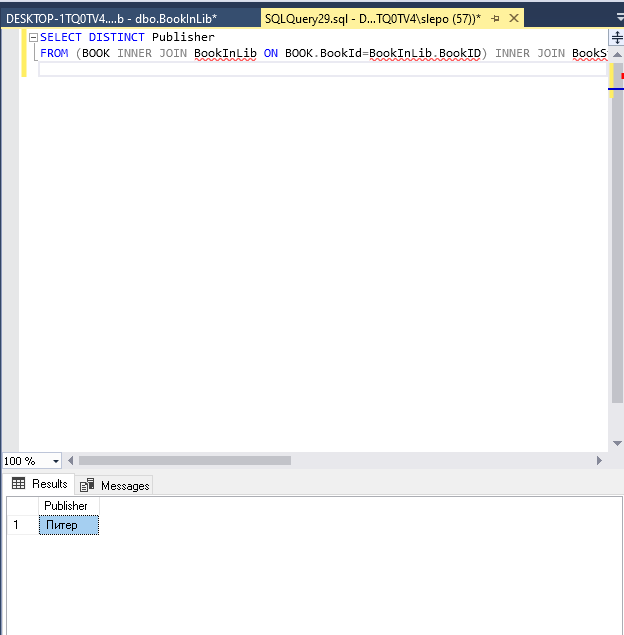 DESKTOP-1TQ0TV4....b - dbo.BookInLib*
SQLQuery29.sql - D...TQ0TV4\slepo (57))*
SELECT DISTINCT Publisher
FROM (BOOK INNER JOIN BookInLib ON BOOK.BookId=BookInLib.BookID) INNER JOIN BookS
100 %
Results
Messages
Publisher
1
Питер